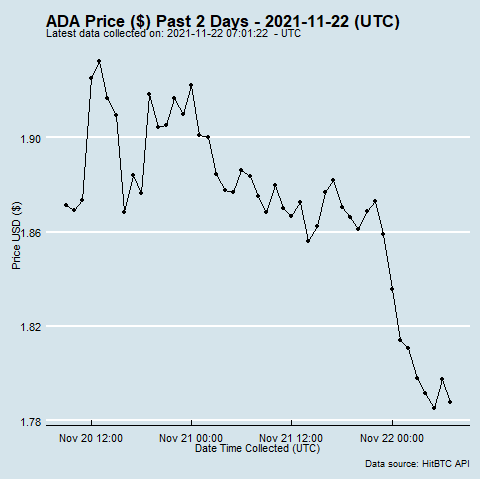 ADA Price ($) Past 2 Days - 2021-11-22 (UTC)
Latest data collected on: 2021-11-22 07:01:22  - UTC
1.90
1.86
1.82
1.78
Price USD ($)
Nov 20 12:00 Nov 21 00:00 Nov 21 12:00 Nov 22 00:00
Date Time Collected (UTC)
Data source: HitBTC API